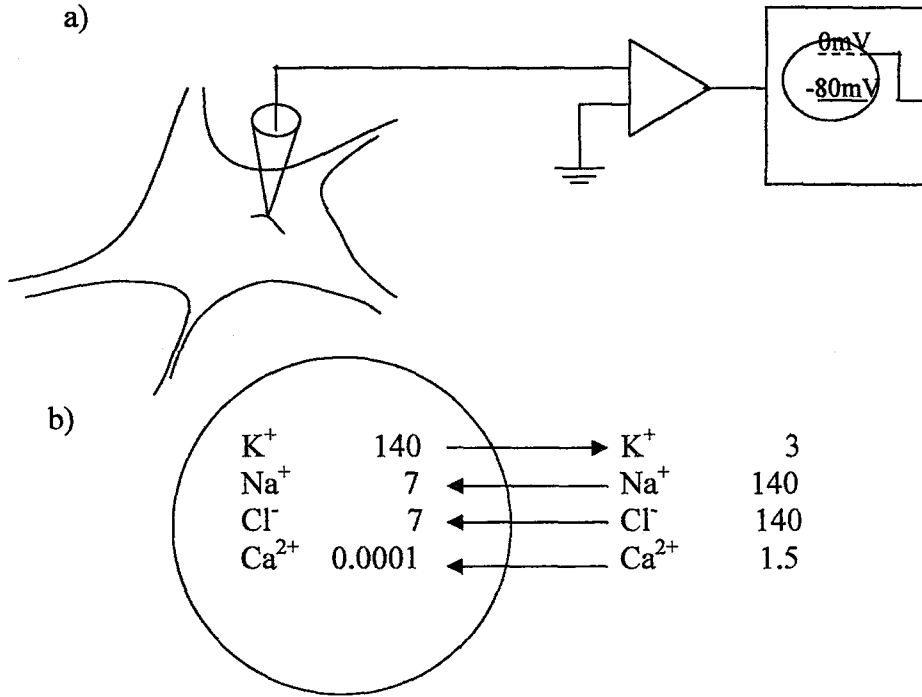 a)
0mV
-80mV
b)
K⁺ 140 K⁺ 3
Na⁺ 7 Na⁺ 140
Cl⁻ 7 Cl⁻ 140
Ca²⁺ 0.0001 Ca²⁺ 1.5